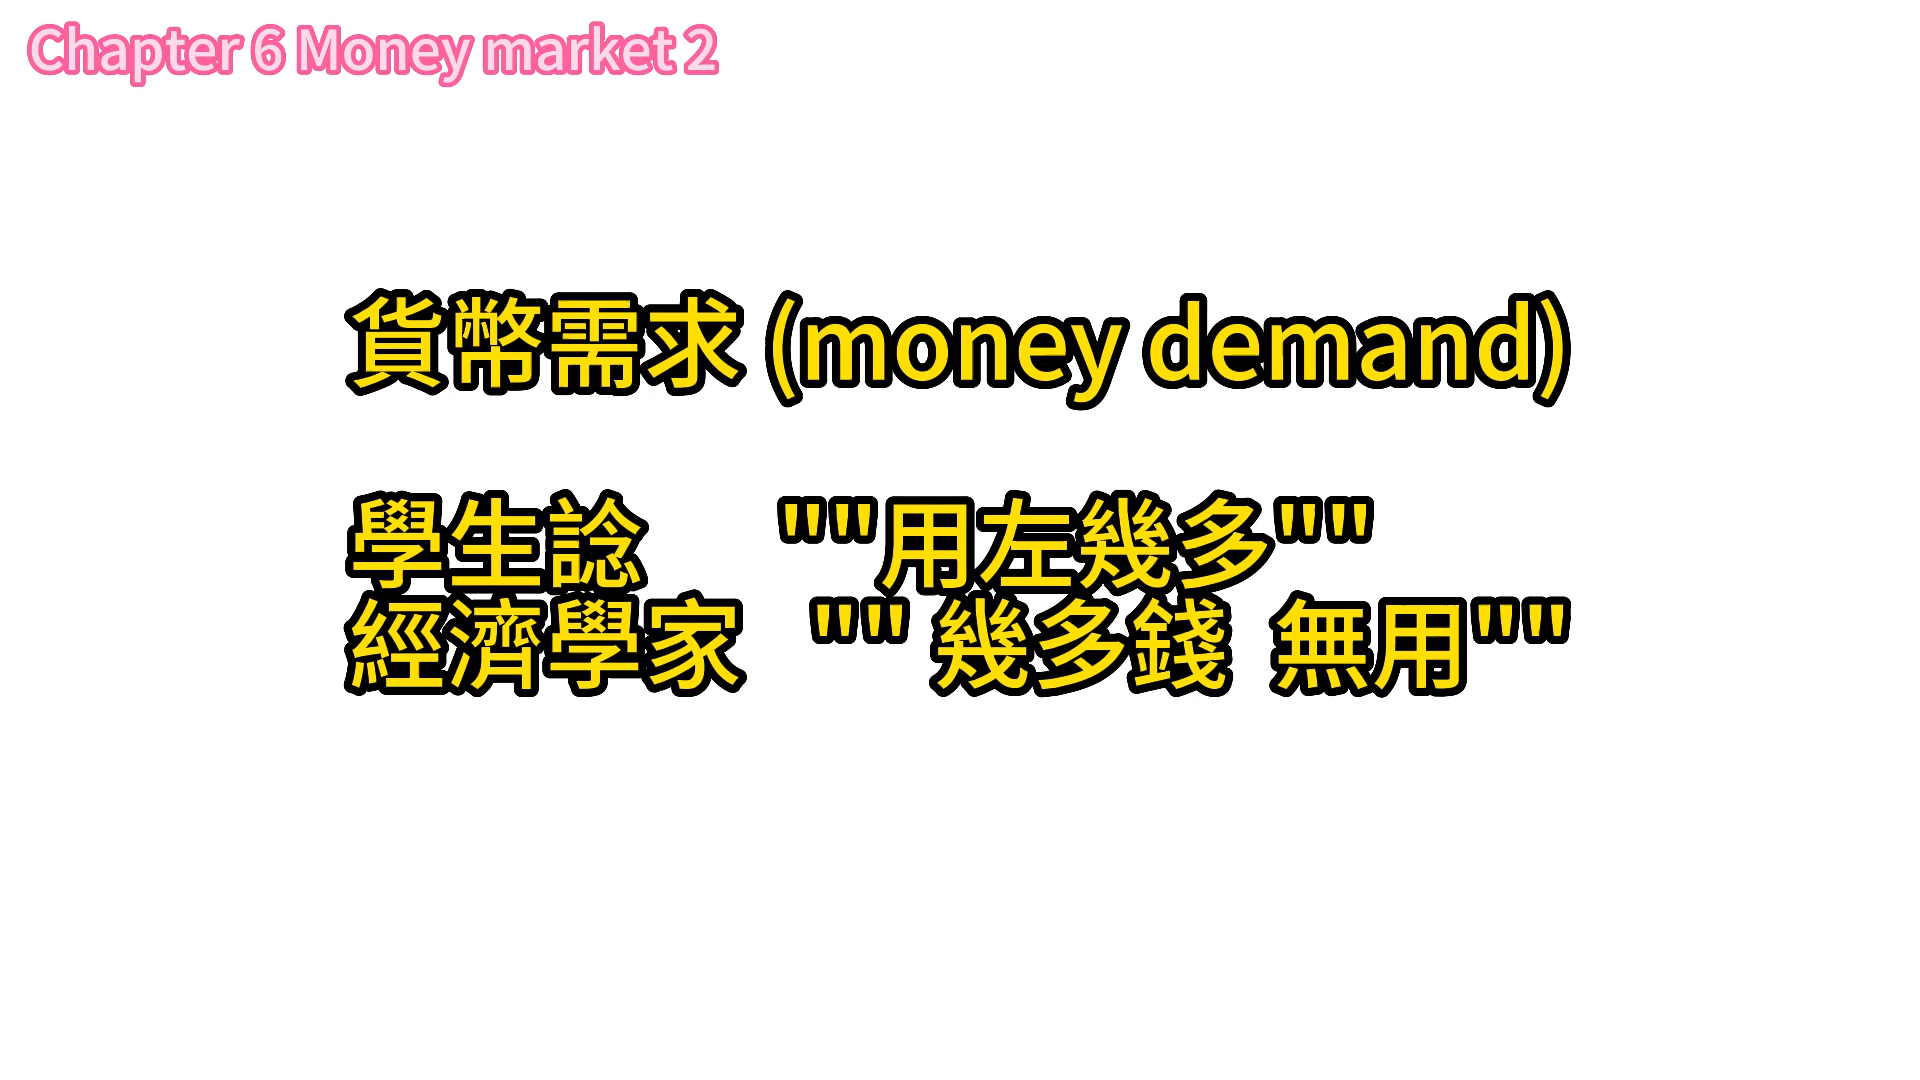 Chapter 6 Money market 2
貨幣需求 (money demand)
學生諗 ""用左幾多""
經濟學家 "" 幾多錢 無用""